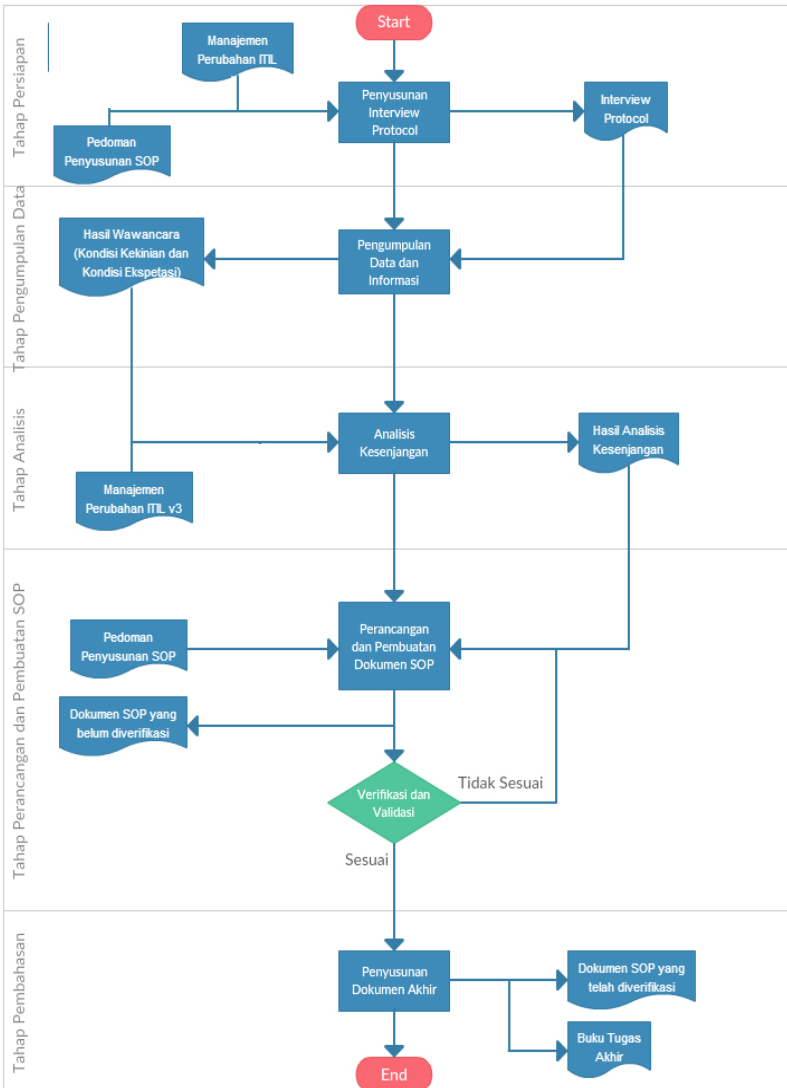 Start
Tahap Persiapan
Manajemen
Perubahan ITIL
Penyusunan
Interview
Protocol
Interview
Protocol
Pedoman
Penyusunan SOP
Tahap Pengumpulan Data
Hasil Wawancara
(Kondisi Kekinian dan
Kondisi Ekspetasi)
Pengumpulan
Data dan
Informasi
Tahap Analisis
Analisis
Kesenjangan
Hasil Analisis
Kesenjangan
Manajemen
Perubahan ITIL v3
Tahap Perancangan dan Pembuatan SOP
Pedoman
Penyusunan SOP
Perancangan
dan Pembuatan
Dokumen SOP
Dokumen SOP yang
belum diverifikasi
Verifikasi dan
Validasi
Tidak Sesuai
Sesuai
Tahap Pembahasan
Penyusunan
Dokumen Akhir
Dokumen SOP yang
telah diverifikasi
Buku Tugas
Akhir
End